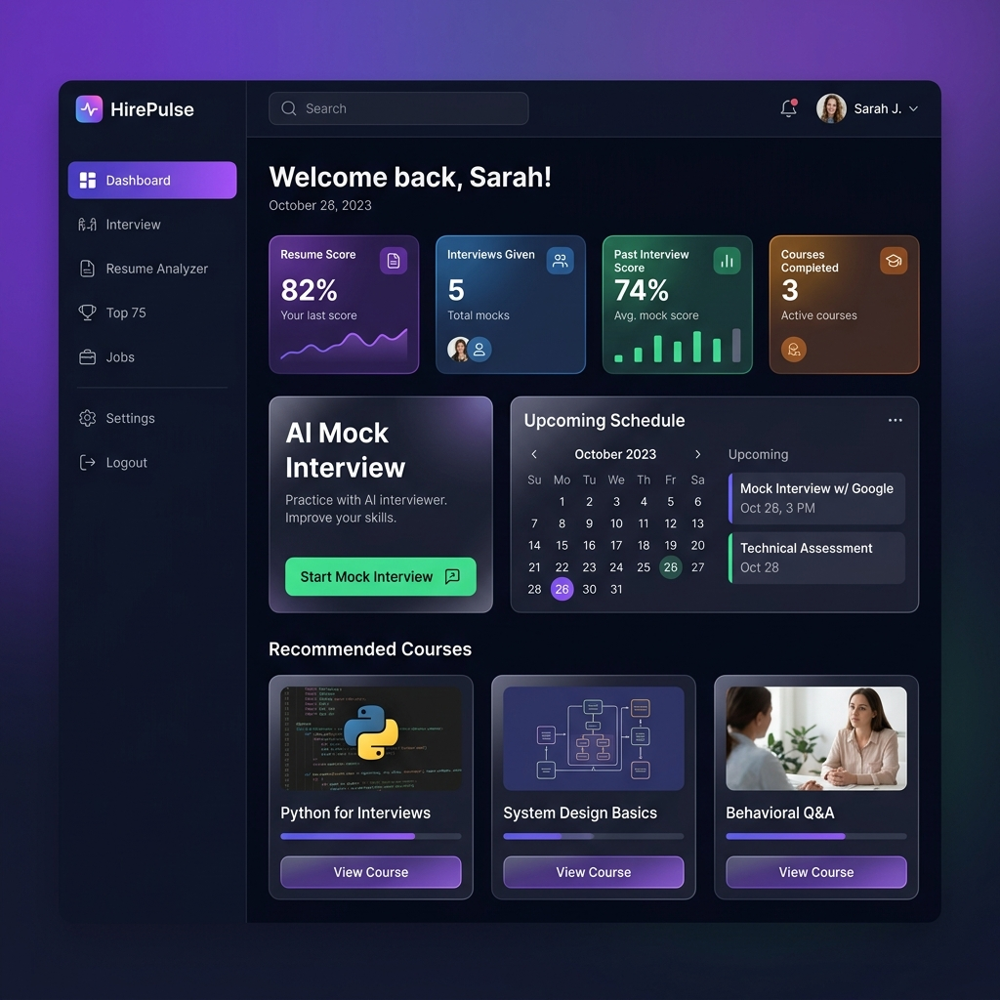 HirePulse
Search
Sarah J.
Dashboard
Interview
Resume Analyzer
Top 75
Jobs
Settings
Logout
Welcome back, Sarah!
October 28, 2023
Resume Score
82%
Your last score
Interviews Given
5
Total mocks
Past Interview
Score
74%
Avg. mock score
Courses
Completed
3
Active courses
AI Mock
Interview
Practice with AI interviewer.
Improve your skills.
Start Mock Interview
Upcoming Schedule
October 2023
Su Mo Tu We Th Fr Sa
1 2 3 4 5 6
7 8 9 10 11 12 13
14 15 16 17 18 19 20
21 22 23 24 25 26 27
28 26 30 31
Upcoming
Mock Interview w/ Google
Oct 26, 3 PM
Technical Assessment
Oct 28
Recommended Courses
Python for Interviews
View Course
System Design Basics
View Course
Behavioral Q&A
View Course